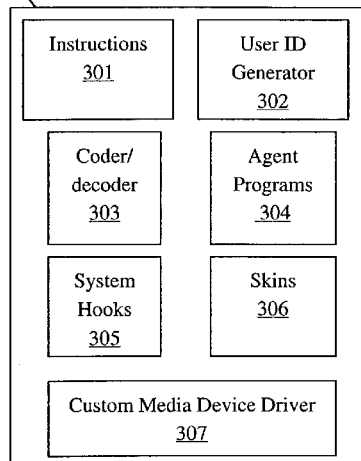 Instructions
301
User ID
Generator
302
Coder/
decoder
303
Agent
Programs
304
System
Hooks
305
Skins
306
Custom Media Device Driver
307